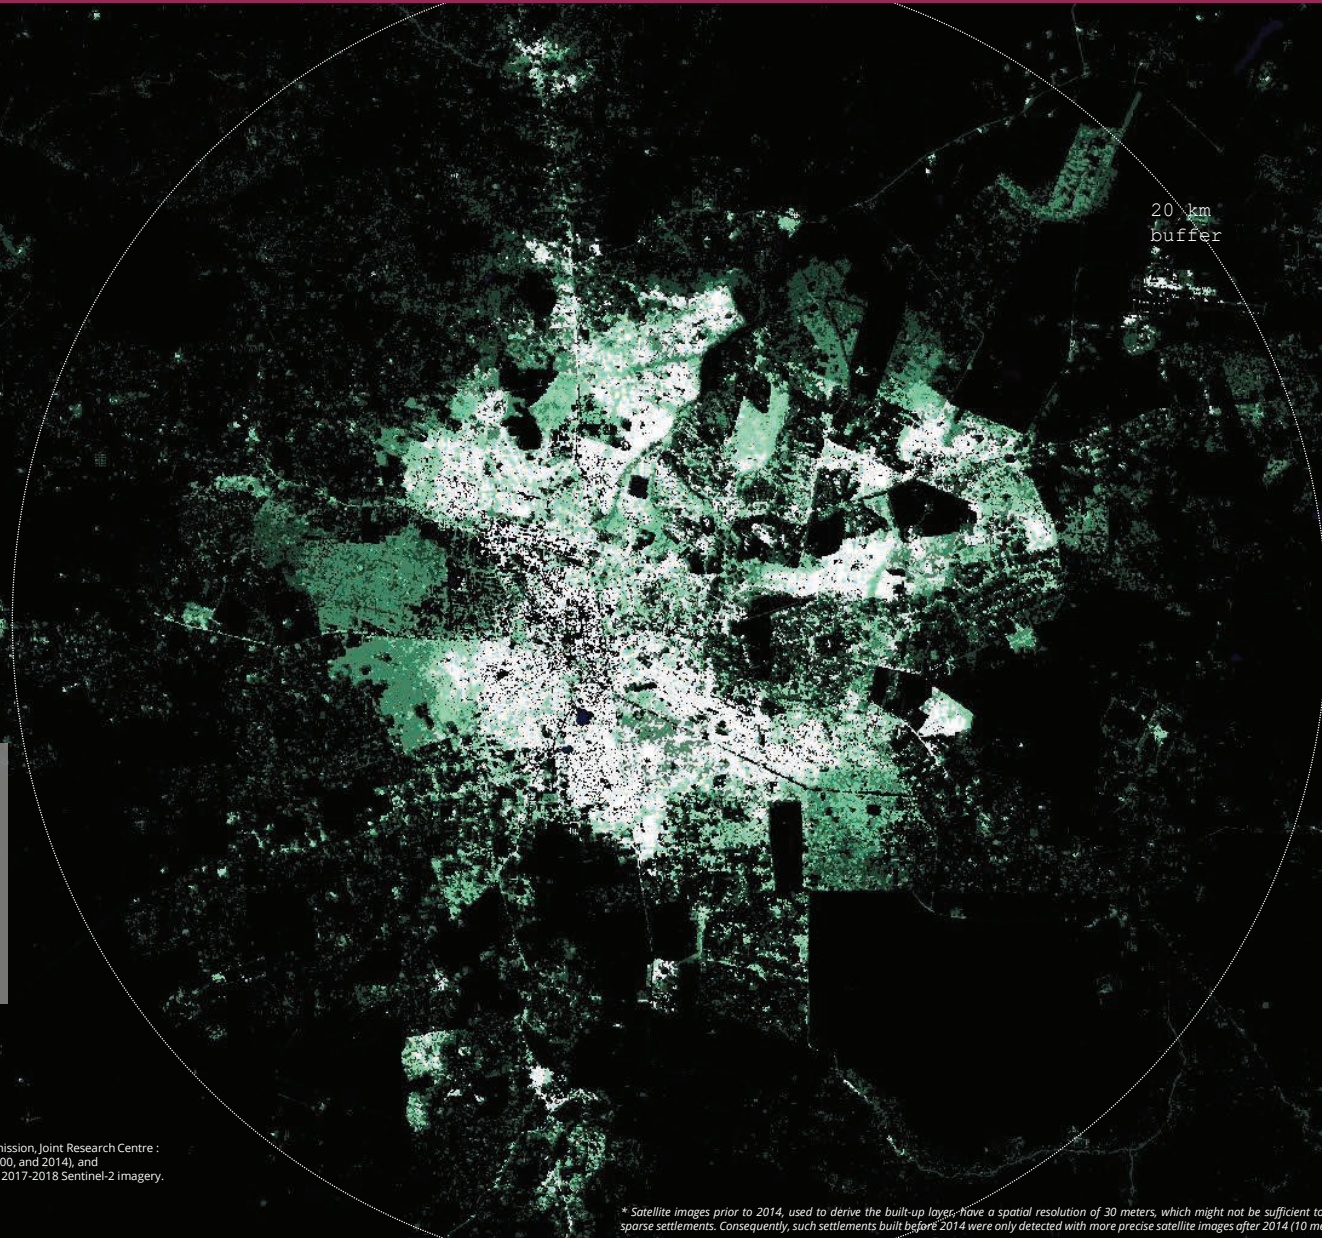 20 km
buffer
mission, Joint Research Centre :
00, and 2014), and
2017-2018 Sentinel-2 imagery.
* Satellite images prior to 2014, used to derive the built-up layer, have a spatial resolution of 30 meters, which might not be sufficient to
sparse settlements. Consequently, such settlements built before 2014 were only detected with more precise satellite images after 2014 (10 me